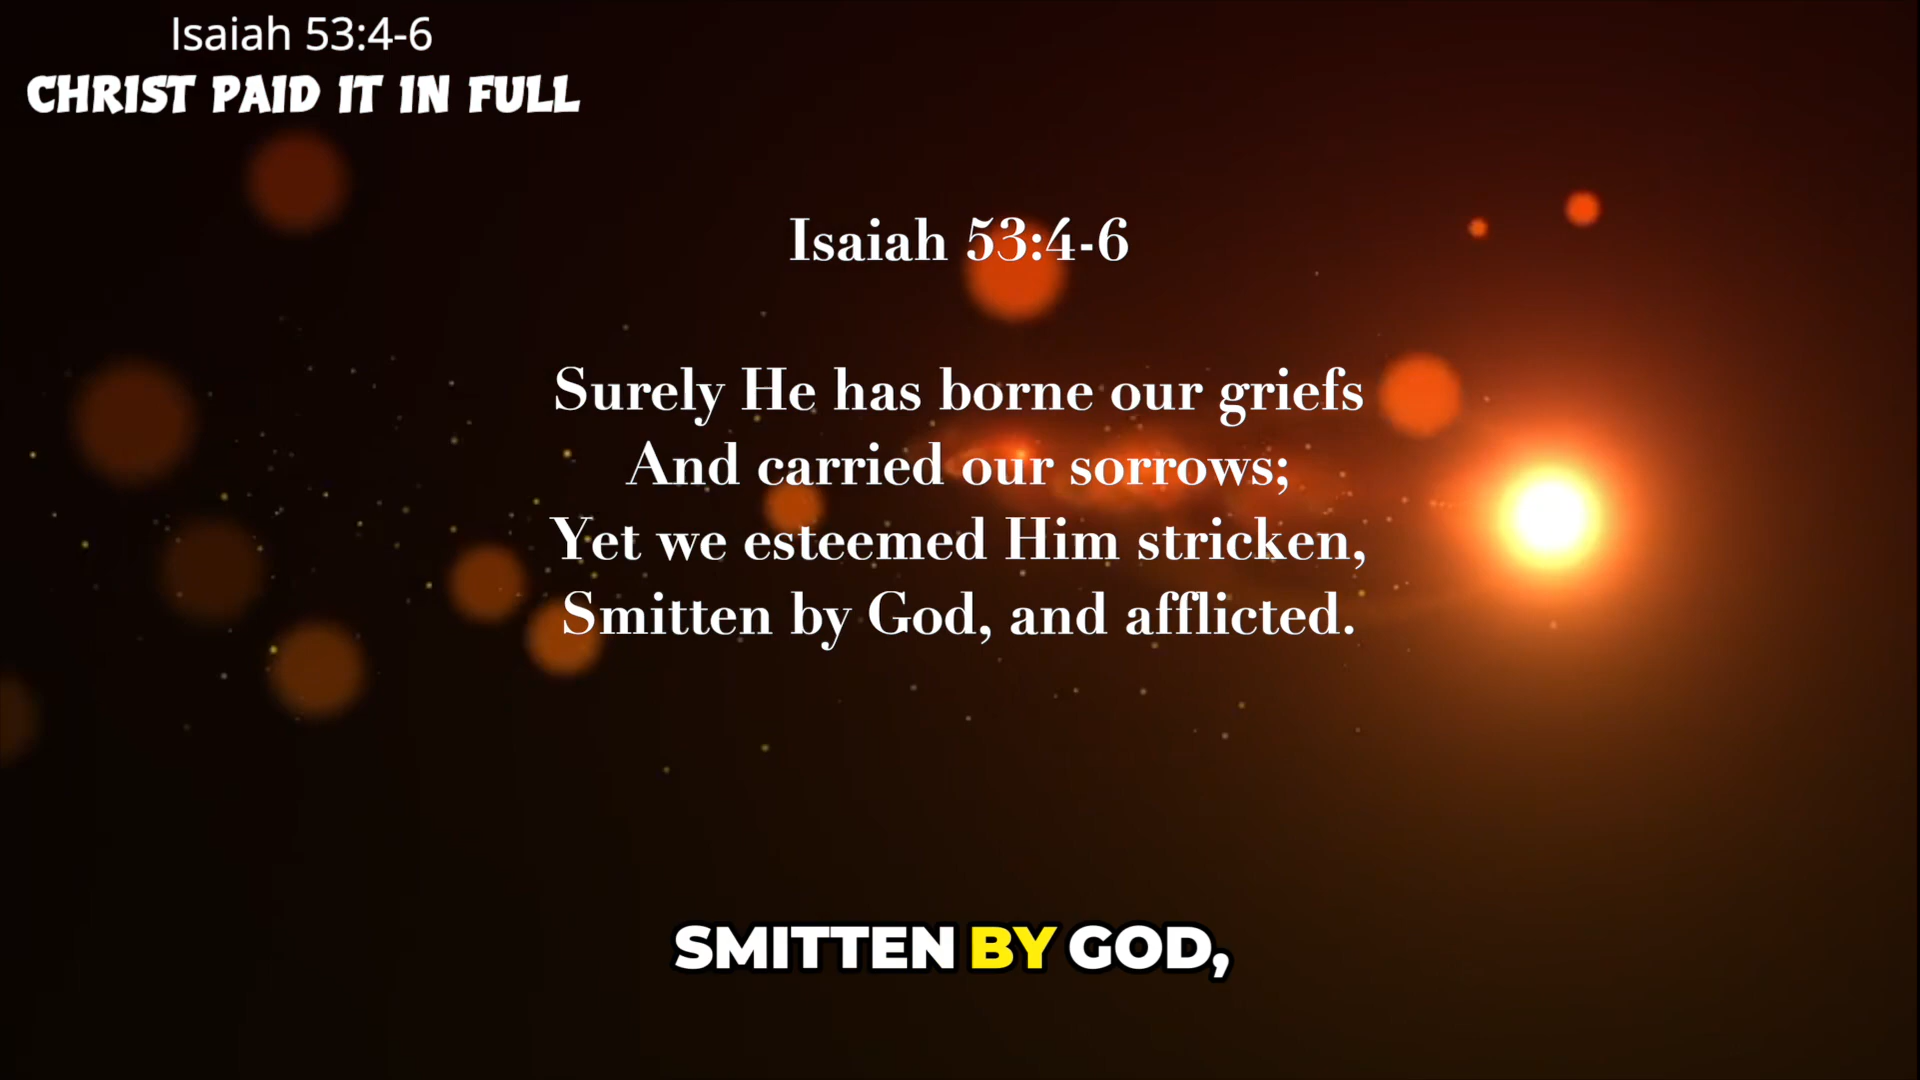 Isaiah 53:4-6
CHRIST PAID IT IN FULL
Isaiah 53:4-6
Surely He has borne our griefs
And carried our sorrows;
Yet we esteemed Him stricken,
Smitten by God, and afflicted.
SMITTEN BY GOD,